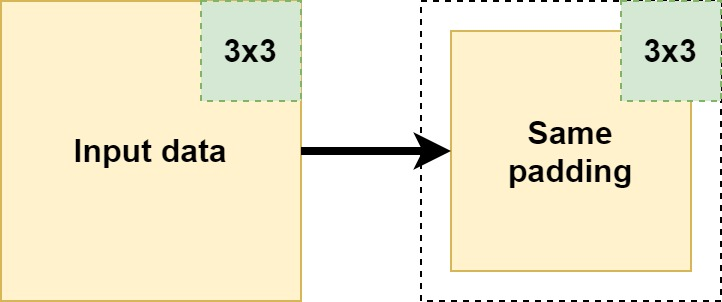 3x3
3x3
Input data
Same
padding